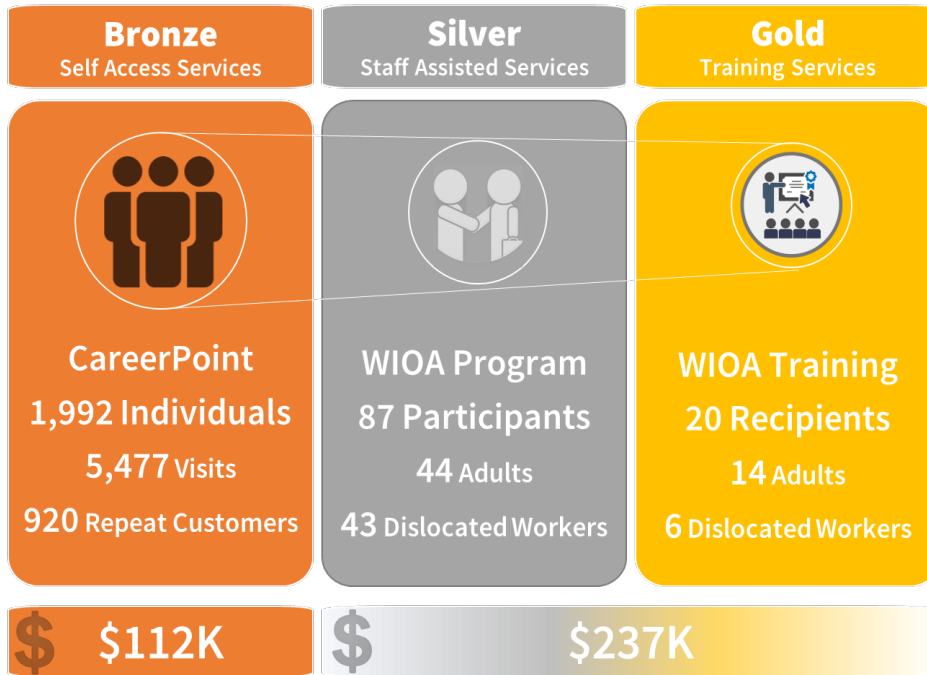 Bronze
Self Access Services
Silver
Staff Assisted Services
Gold
Training Services
CareerPoint
1,992 Individuals
5,477 Visits
920 Repeat Customers
WIOA Program
87 Participants
44 Adults
43 Dislocated Workers
WIOA Training
20 Recipients
14 Adults
6 Dislocated Workers
$ $112K
$ $237K